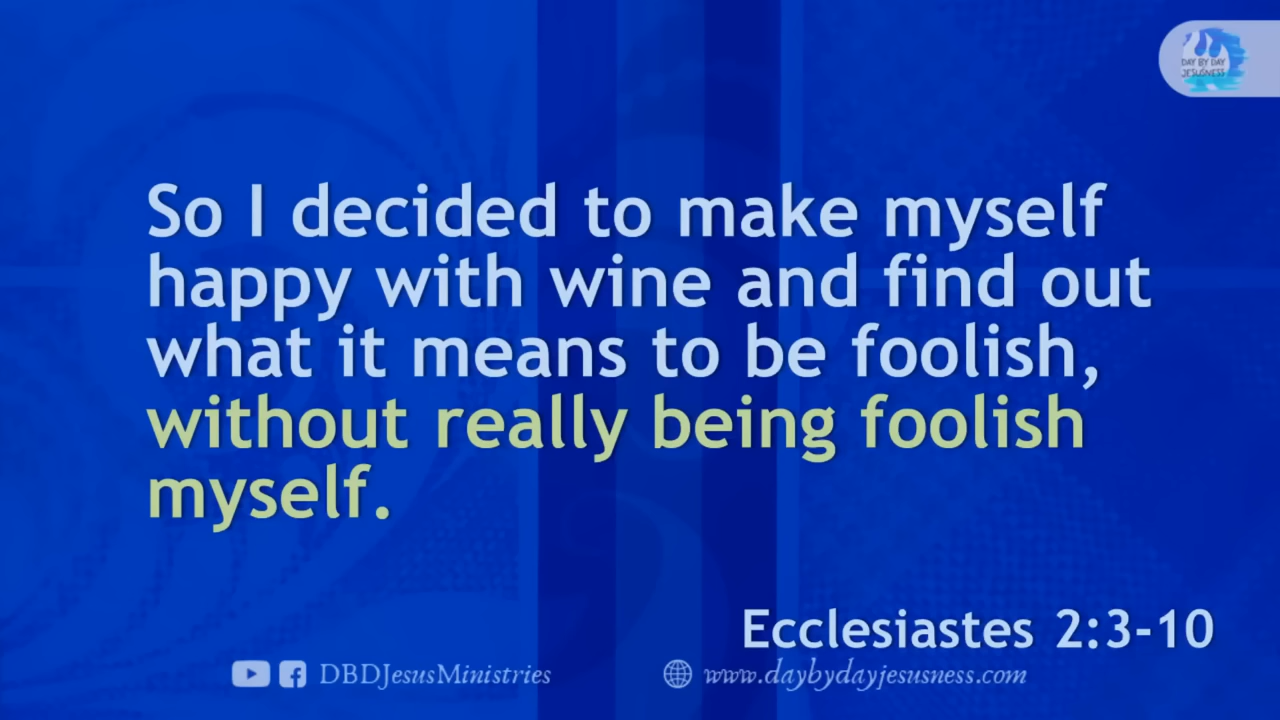 DAY BY DAY
JESUSNESS
So I decided to make myself
happy with wine and find out
what it means to be foolish,
without really being foolish
myself.
Ecclesiastes 2:3-10
DBDJesusMinistries
www.daybydayjesusness.com